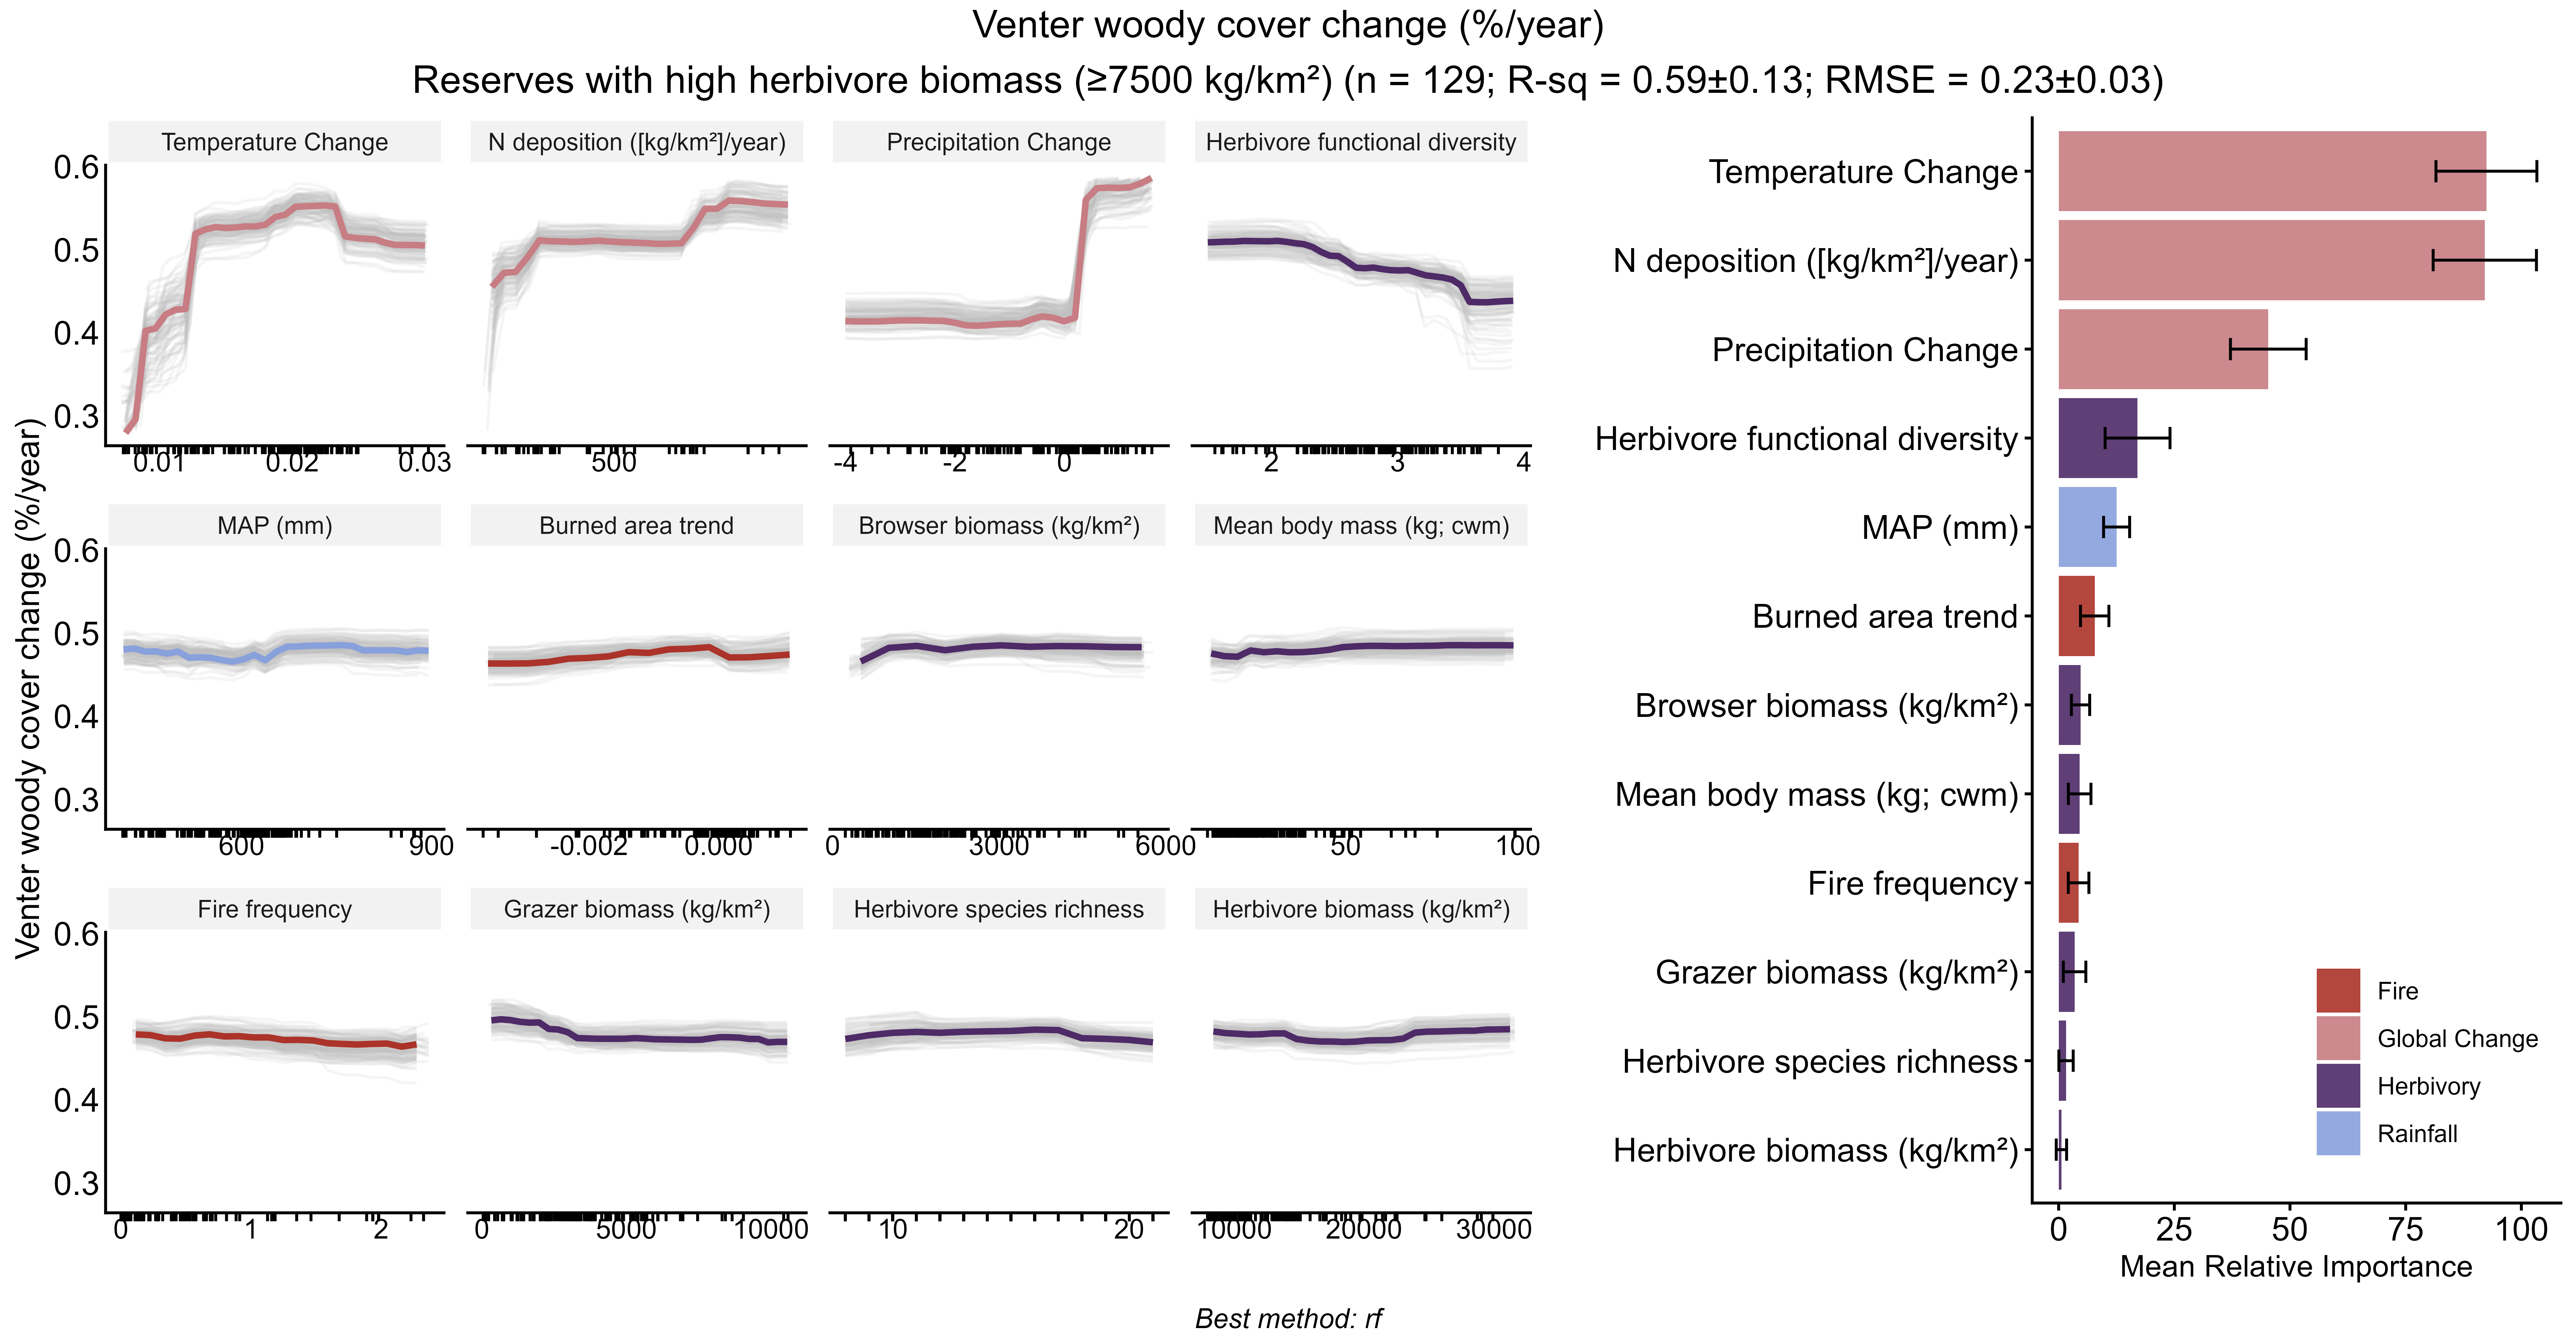 Venter woody cover change (%/year)
Reserves with high herbivore biomass (≥7500 kg/km²) (n = 129; R-sq = 0.59±0.13; RMSE = 0.23±0.03)
Venter woody cover change (%/year)
Temperature Change
N deposition ([kg/km²]/year)
Precipitation Change
Herbivore functional diversity
0.6
0.5
0.4
0.3
0.01 0.02 0.03
500
-4 -2 0
2 3 4
MAP (mm)
Burned area trend
Browser biomass (kg/km²)
Mean body mass (kg; cwm)
0.6
0.5
0.4
0.3
600 900
-0.002 0.000
0 3000 6000
50 100
Fire frequency
Grazer biomass (kg/km²)
Herbivore species richness
Herbivore biomass (kg/km²)
0.6
0.5
0.4
0.3
0 1 2
0 5000 10000
10 20
10000 20000 30000
Best method: rf
Temperature Change
N deposition ([kg/km²]/year)
Precipitation Change
Herbivore functional diversity
MAP (mm)
Burned area trend
Browser biomass (kg/km²)
Mean body mass (kg; cwm)
Fire frequency
Grazer biomass (kg/km²)
Herbivore species richness
Herbivore biomass (kg/km²)
0 25 50 75 100
Mean Relative Importance
Fire
Global Change
Herbivory
Rainfall